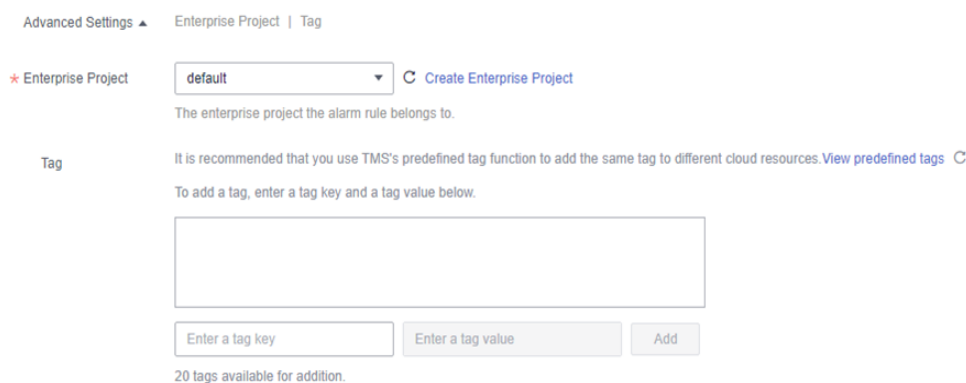 Advanced Settings ▲ Enterprise Project | Tag
* Enterprise Project default Create Enterprise Project
The enterprise project the alarm rule belongs to.
Tag It is recommended that you use TMS's predefined tag function to add the same tag to different cloud resources. View predefined tags
To add a tag, enter a tag key and a tag value below.
Enter a tag key Enter a tag value Add
20 tags available for addition.